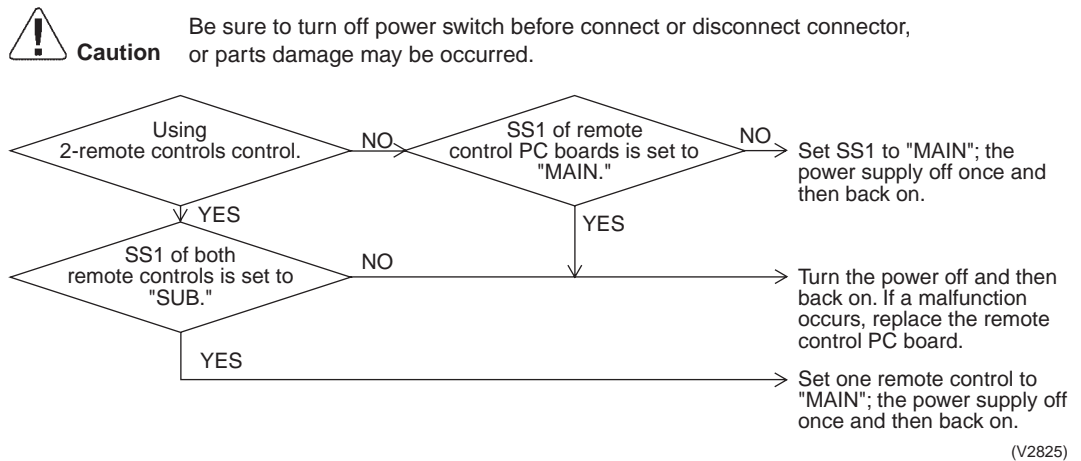 Be sure to turn off power switch before connect or disconnect connector,
Caution or parts damage may be occurred.
Using
2-remote controls control.
NO
SS1 of remote
control PC boards is set to
"MAIN."
NO
Set SS1 to "MAIN"; the
power supply off once and
then back on.
YES
YES
SS1 of both
remote controls is set to
"SUB."
NO
Turn the power off and then
back on. If a malfunction
occurs, replace the remote
control PC board.
YES
Set one remote control to
"MAIN"; the power supply off
once and then back on.
(V2825)